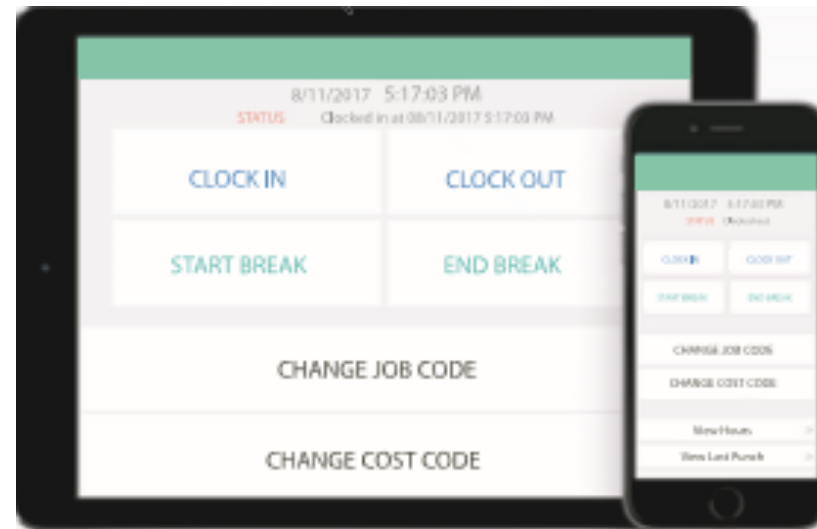 8/11/2017 5:17:03 PM
STATUS Clocked in at 08/11/2017 5:17:03 PM
CLOCK IN CLOCK OUT
START BREAK END BREAK
CHANGE JOB CODE
CHANGE COST CODE
8/11/2017 5:17:03 PM
STATUS Clocked out
CLOCK IN CLOCK OUT
START BREAK END BREAK
CHANGE JOB CODE
CHANGE COST CODE
View Hours >
View Last Punch >